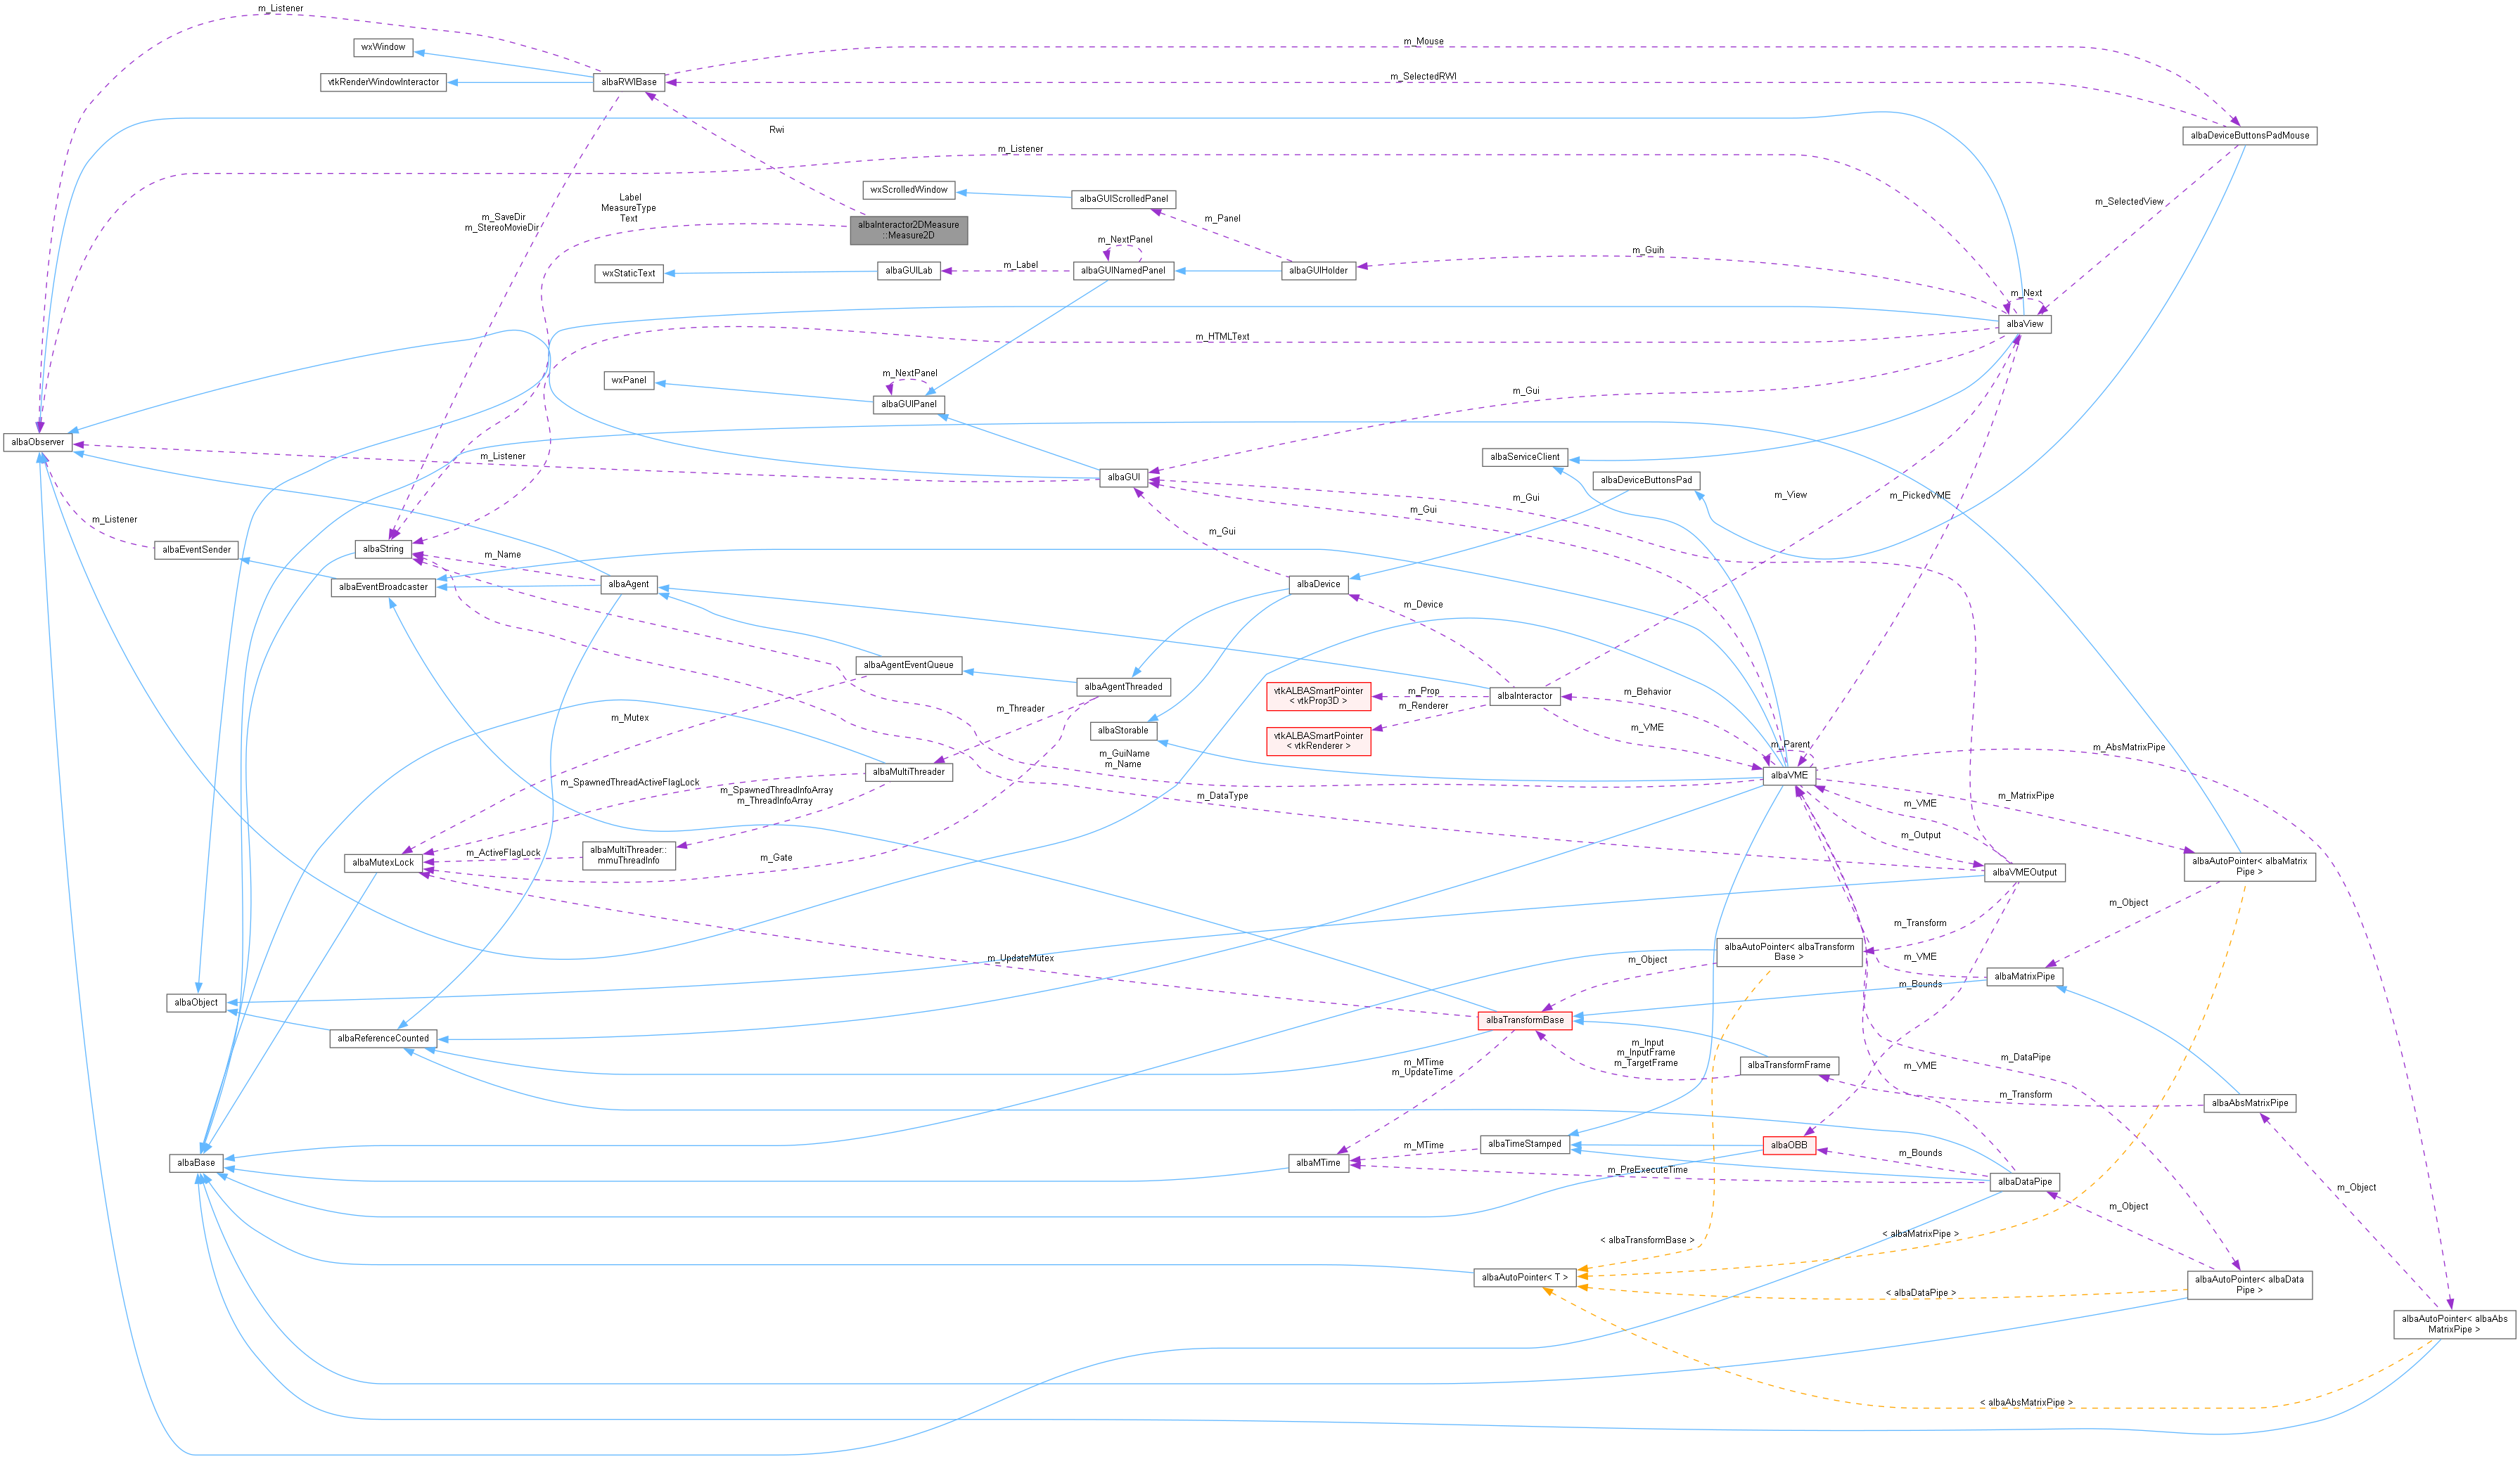 m_Listener
wxWindow
m_Mouse
vtkRenderWindowInteractor
albaRWIBase
m_SelectedRWI
Rwi
albaDeviceButtonsPadMouse
m_Listener
wxScrolledWindow
albaGUIScrolledPanel
m_SelectedView
Label
MeasureType
Text
m_SaveDir
m_StereoMovieDir
m_Panel
albaInteractor2DMeasure
::Measure2D
m_NextPanel
m_Guih
wxStaticText
albaGUILab
m_Label
albaGUINamedPanel
albaGUIHolder
m_Next
albaView
m_HTMLText
wxPanel
m_NextPanel
albaGUIPanel
m_Gui
albaObserver
m_Listener
albaServiceClient
albaGUI
albaDeviceButtonsPad
m_View
m_PickedVME
m_Gui
m_Gui
m_Listener
albaEventSender
albaString
m_Name
m_Gui
albaEventBroadcaster
albaAgent
albaDevice
m_Device
albaAgentEventQueue
albaAgentThreaded
vtkALBASmartPointer
< vtkProp3D >
m_Prop
albaInteractor
m_Behavior
m_Mutex
m_Threader
m_Renderer
vtkALBASmartPointer
< vtkRenderer >
albaStorable
m_VME
m_GuiName
m_Name
m_Parent
m_AbsMatrixPipe
albaMultiThreader
albaVME
m_SpawnedThreadActiveFlagLock
m_SpawnedThreadInfoArray
m_ThreadInfoArray
m_DataType
m_MatrixPipe
m_VME
m_Output
albaMutexLock
m_ActiveFlagLock
albaMultiThreader::
mmuThreadInfo
m_Gate
albaVMEOutput
albaAutoPointer< albaMatrix
Pipe >
m_Object
m_Transform
albaAutoPointer< albaTransform
Base >
m_UpdateMutex
m_Object
m_VME
albaMatrixPipe
m_Bounds
albaObject
albaReferenceCounted
albaTransformBase
m_Input
m_InputFrame
m_TargetFrame
albaTransformFrame
m_MTime
m_UpdateTime
m_VME
m_DataPipe
m_Transform
albaAbsMatrixPipe
albaTimeStamped
albaOBB
m_MTime
m_Bounds
albaBase
albaMTime
m_PreExecuteTime
albaDataPipe
m_Object
m_Object
< albaTransformBase >
< albaMatrixPipe >
albaAutoPointer< T >
< albaDataPipe >
albaAutoPointer< albaData
Pipe >
albaAutoPointer< albaAbs
MatrixPipe >
< albaAbsMatrixPipe >